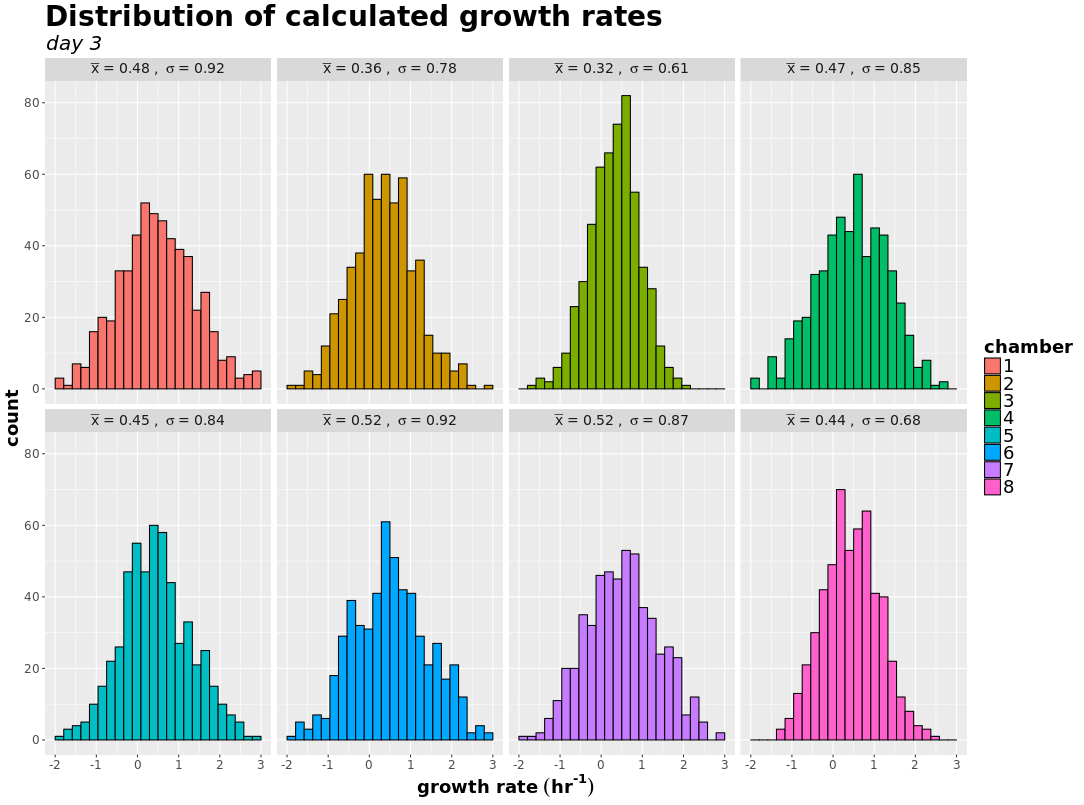 Distribution of calculated growth rates
day 3
x̅ = 0.48 , σ = 0.92
x̅ = 0.36 , σ = 0.78
x̅ = 0.32 , σ = 0.61
x̅ = 0.47 , σ = 0.85
80
60
40
20
0
x̅ = 0.45 , σ = 0.84
x̅ = 0.52 , σ = 0.92
x̅ = 0.52 , σ = 0.87
x̅ = 0.44 , σ = 0.68
80
60
40
20
0
-2 -1 0 1 2 3
-2 -1 0 1 2 3
-2 -1 0 1 2 3
-2 -1 0 1 2 3
count
growth rate (hr⁻¹)
chamber
1
2
3
4
5
6
7
8